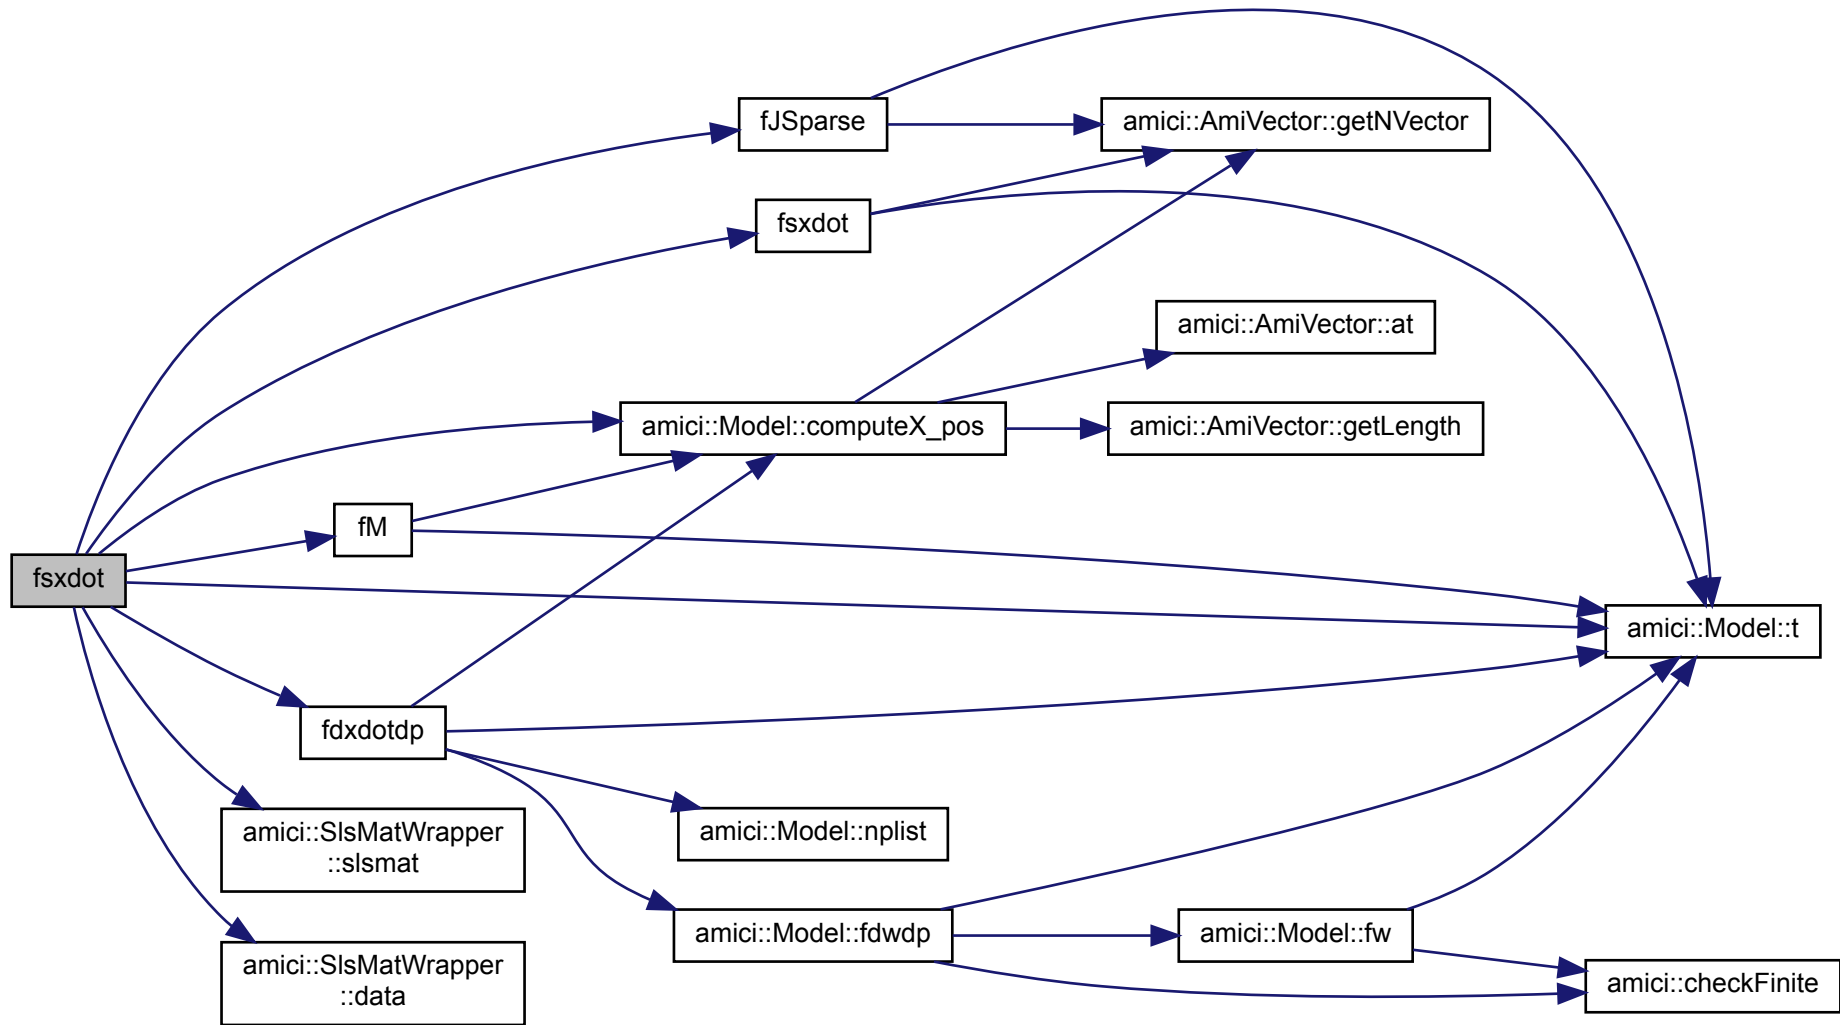 fJSparse
amici::AmiVector::getNVector
fsxdot
amici::AmiVector::at
amici::Model::computeX_pos
amici::AmiVector::getLength
fM
fsxdot
amici::Model::t
fdxdotdp
amici::SlsMatWrapper
::slsmat
amici::Model::nplist
amici::Model::fdwdp
amici::Model::fw
amici::SlsMatWrapper
::data
amici::checkFinite